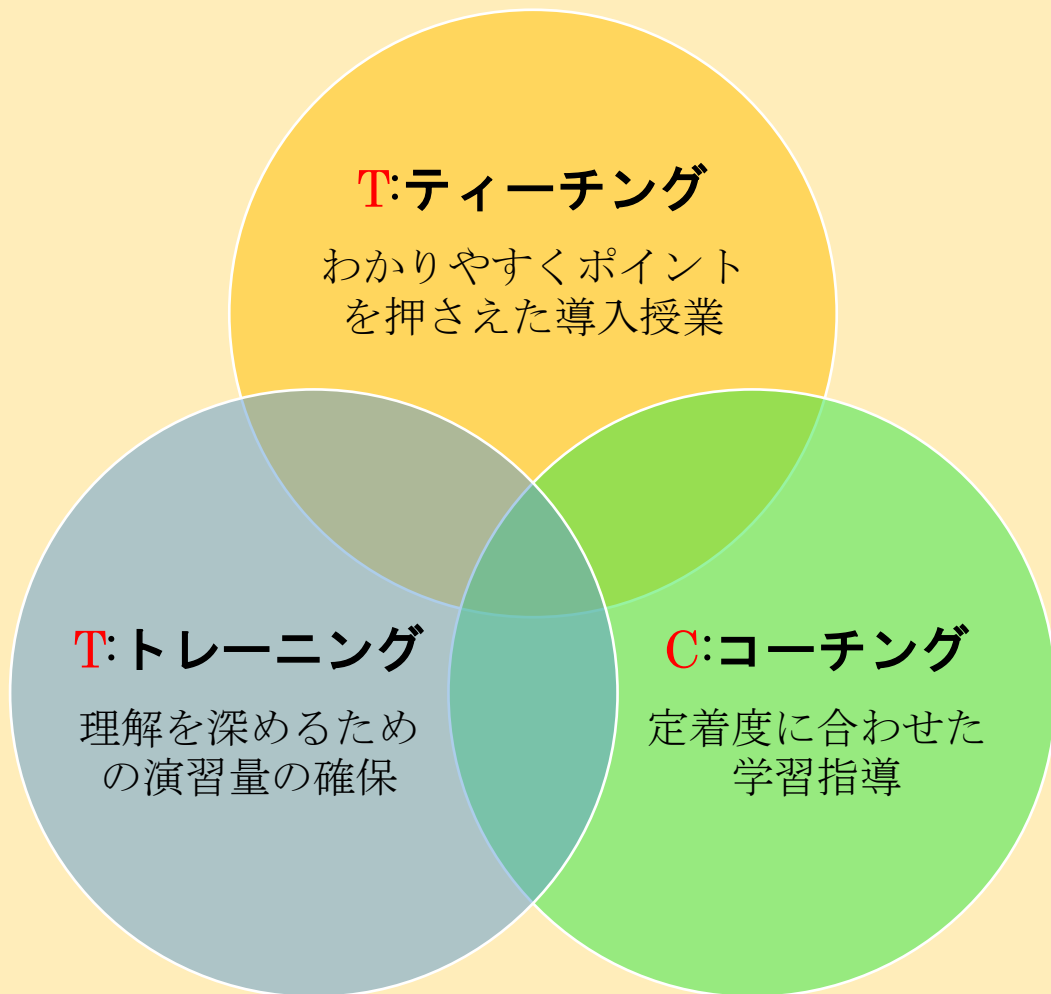 T:ティーチング
わかりやすくポイント
を押さえた導入授業
T:トレーニング
理解を深めるため
の演習量の確保
C:コーチング
定着度に合わせた
学習指導